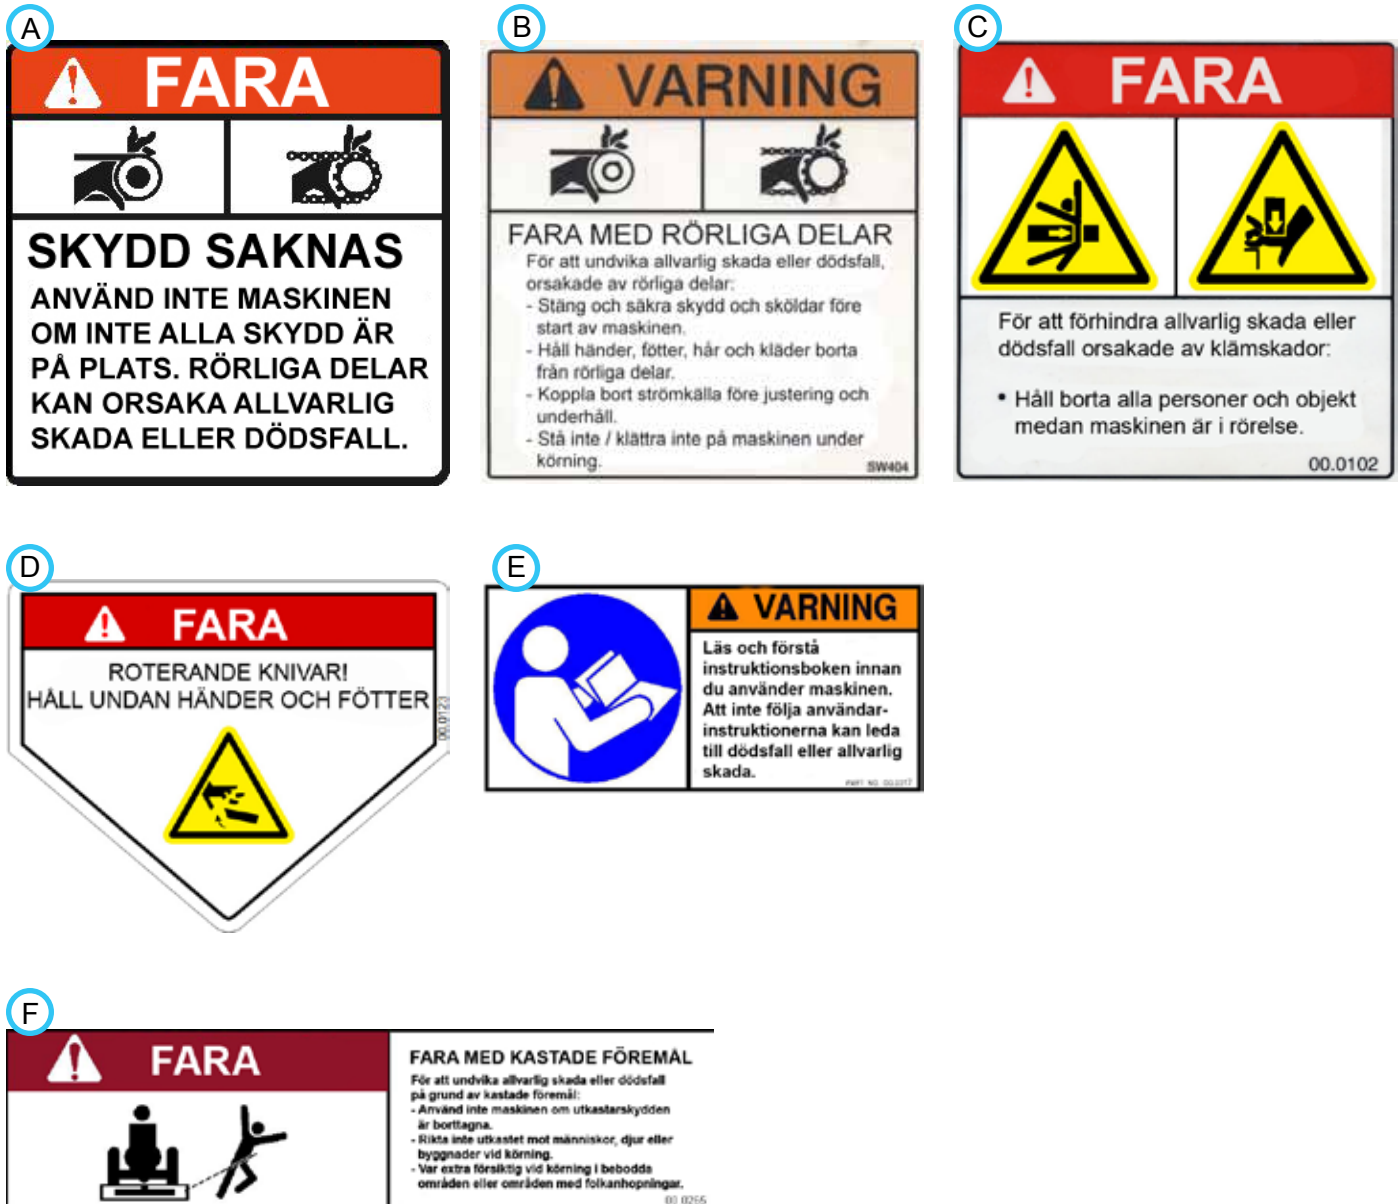 A
FARA
SKYDD SAKNAS
ANVÄND INTE MASKINEN
OM INTE ALLA SKYDD ÄR
PÅ PLATS. RÖRLIGA DELAR
KAN ORSAKA ALLVARLIG
SKADA ELLER DÖDSFALL.
B
VARNING
FARA MED RÖRLIGA DELAR
För att undvika allvarlig skada eller dödsfall,
orsakade av rörliga delar:
- Stäng och säkra skydd och sköldar före
start av maskinen.
- Håll händer, fötter, hår och kläder borta
från rörliga delar.
- Koppla bort strömkälla före justering och
underhåll.
- Stå inte / klättra inte på maskinen under
körning.
SW404
C
FARA
För att förhindra allvarlig skada eller
dödsfall orsakade av klämskador:
• Håll borta alla personer och objekt
medan maskinen är i rörelse.
00.0102
D
FARA
ROTERANDE KNIVAR!
HÅLL UNDAN HÄNDER OCH FÖTTER
00.0123
E
VARNING
Läs och förstå
instruktionsboken innan
du använder maskinen.
Att inte följa användar-
instruktionerna kan leda
till dödsfall eller allvarlig
skada.
PART NO.
F
FARA
FARA MED KASTADE FÖREMÅL
För att undvika allvarlig skada eller dödsfall
på grund av kastade föremål:
- Använd inte maskinen om utkastarskydden
är borttagna.
- Rikta inte utkastet mot människor, djur eller
byggnader vid körning.
- Var extra försiktig vid körning i bebodda
områden eller områden med folkanhopningar.
00.0265